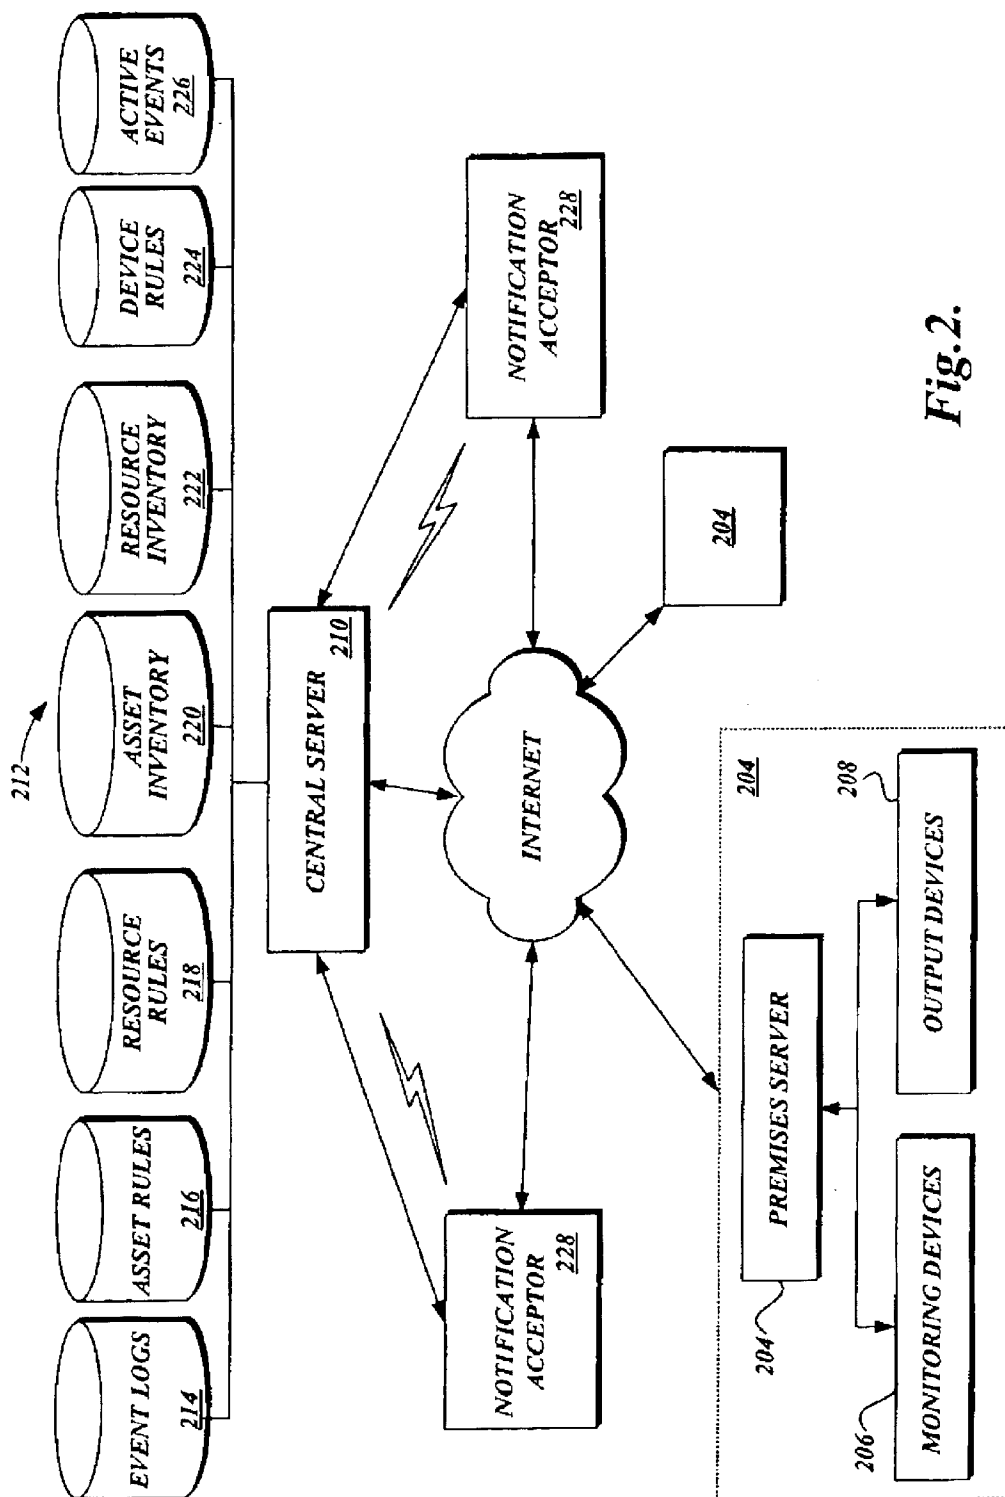 212
EVENT LOGS
214
ASSET RULES
216
RESOURCE
RULES
218
ASSET
INVENTORY
220
RESOURCE
INVENTORY
222
DEVICE
RULES
224
ACTIVE
EVENTS
226
CENTRAL SERVER
210
NOTIFICATION
ACCEPTOR
228
INTERNET
NOTIFICATION
ACCEPTOR
228
204
204
PREMISES SERVER
204
206
MONITORING DEVICES
208
OUTPUT DEVICES
Fig.2.